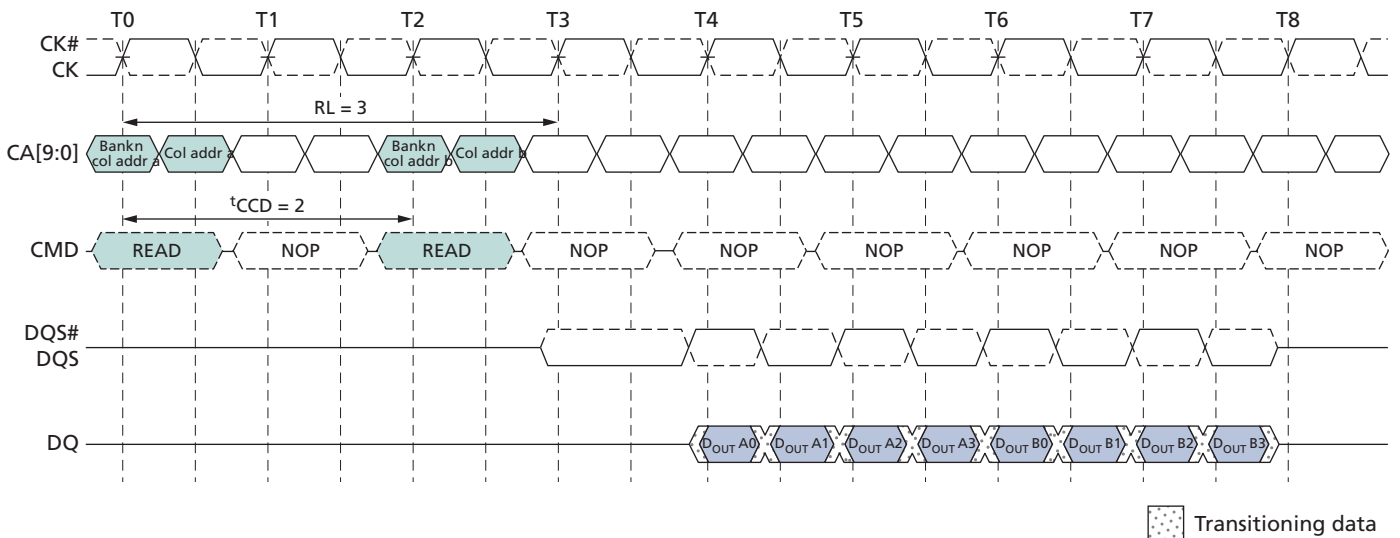 T0 T1 T2 T3 T4 T5 T6 T7 T8
CK#
CK
RL = 3
CA[9:0]
Bankn
col addr a
Col addr a
Bankn
col addr b
Col addr b
tCCD = 2
CMD READ NOP READ NOP NOP NOP NOP NOP NOP
DQS#
DQS
DQ DOUT A0 DOUT A1 DOUT A2 DOUT A3 DOUT B0 DOUT B1 DOUT B2 DOUT B3
Transitioning data